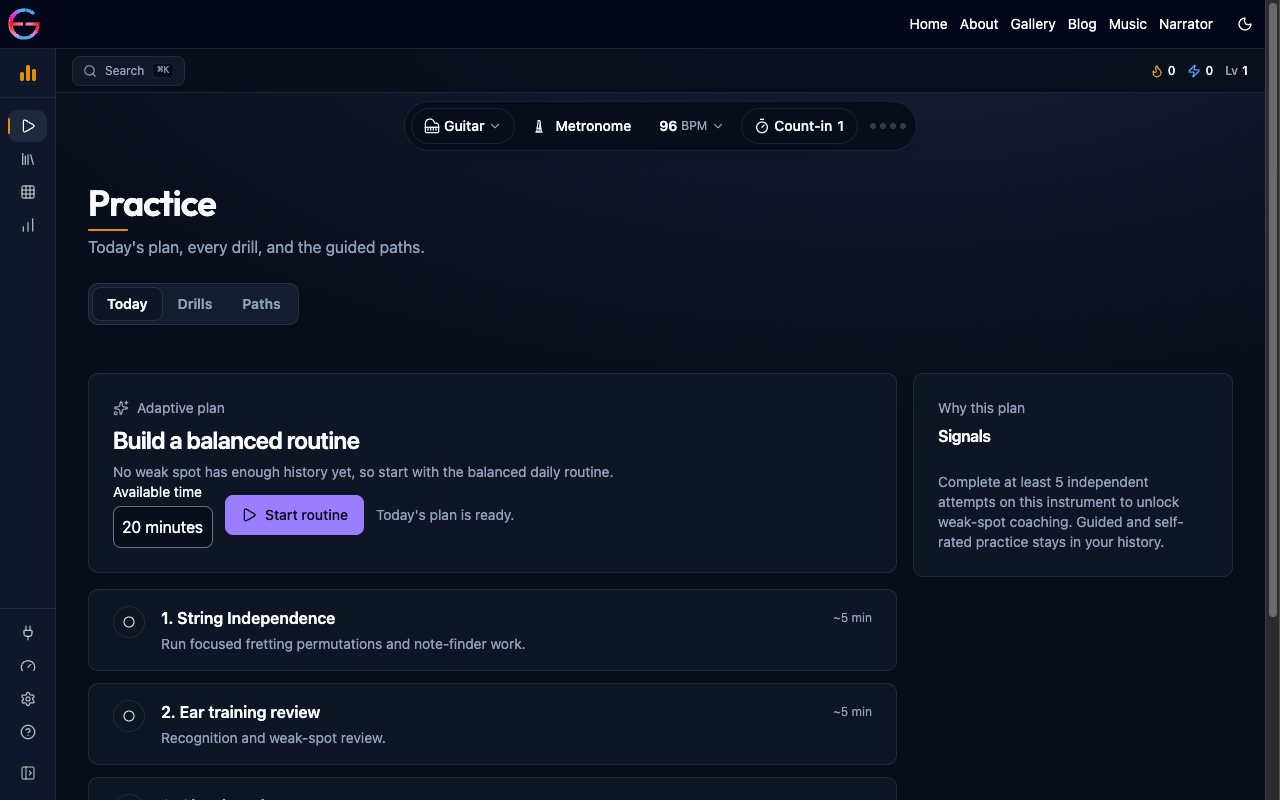 Home About Gallery Blog Music Narrator
Search ⌘K
0 0 Lv 1
Guitar Metronome 96 BPM Count-in 1
Practice
Today's plan, every drill, and the guided paths.
Today Drills Paths
Adaptive plan
Build a balanced routine
No weak spot has enough history yet, so start with the balanced daily routine.
Available time
20 minutes
Start routine
Today's plan is ready.
Why this plan
Signals
Complete at least 5 independent
attempts on this instrument to unlock
weak-spot coaching. Guided and self-
rated practice stays in your history.
1. String Independence ~5 min
Run focused fretting permutations and note-finder work.
2. Ear training review ~5 min
Recognition and weak-spot review.